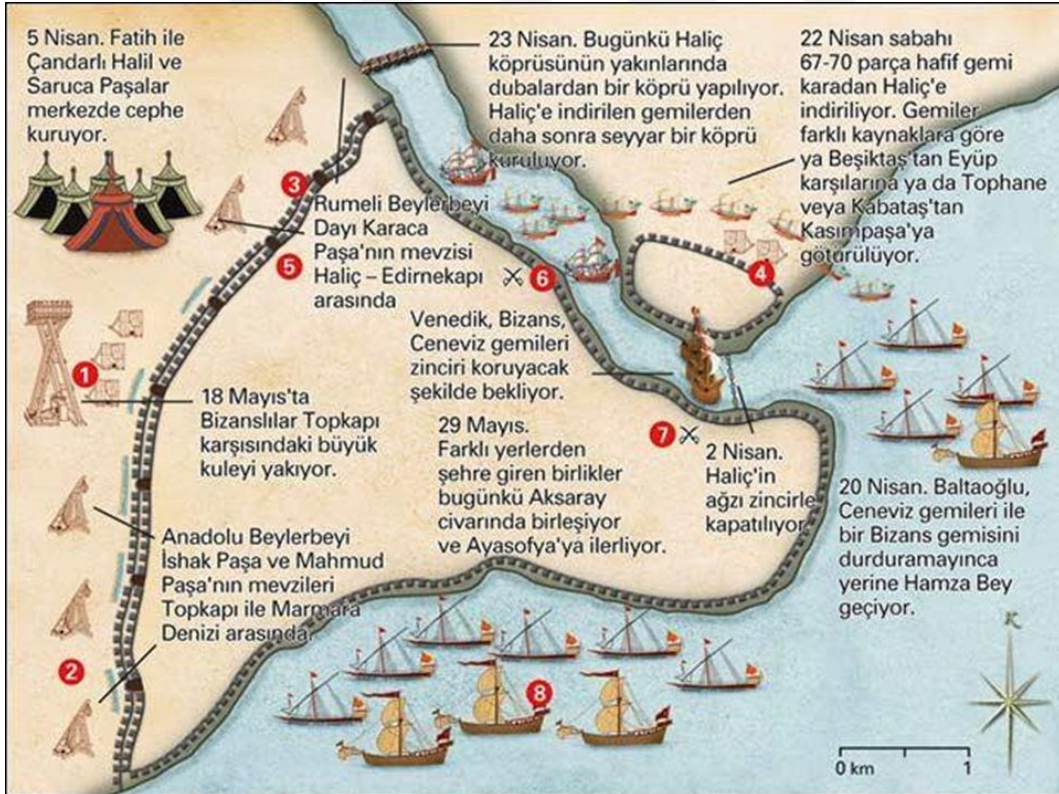 5 Nisan. Fatih ile
Çandarlı Halil ve
Saruca Paşalar
merkezde cephe
kuruyor.
23 Nisan. Bugünkü Haliç
köprüsünün yakınlarında
dubalardan bir köprü yapılıyor.
Haliç'e indirilen gemilerden
daha sonra seyyar bir köprü
kuruluyor.
22 Nisan sabahı
67-70 parça hafif gemi
karadan Haliç'e
indiriliyor. Gemiler
farklı kaynaklara göre
ya Beşiktaş'tan Eyüp
karşılarına ya da Tophane
veya Kabataş'tan
Kasımpaşa'ya
götürülüyor.
3
Rumeli Beylerbeyi
Dayı Karaca
Paşa'nın mevzisi
Haliç – Edirnekapı
arasında
5
6
4
Venedik, Bizans,
Ceneviz gemileri
zinciri koruyacak
şekilde bekliyor.
1
18 Mayıs'ta
Bizanslılar Topkapı
karşısındaki büyük
kuleyi yakıyor.
29 Mayıs.
Farklı yerlerden
şehre giren birlikler
bugünkü Aksaray
civarında birleşiyor
ve Ayasofya'ya ilerliyor.
7
2 Nisan.
Haliç'in
ağzı zincirle
kapatılıyor.
20 Nisan. Baltaoğlu,
Ceneviz gemileri ile
bir Bizans gemisini
durduramayınca
yerine Hamza Bey
geçiyor.
Anadolu Beylerbeyi
İshak Paşa ve Mahmud
Paşa'nın mevzileri
Topkapı ile Marmara
Denizi arasında.
2
8
K
0 km 1